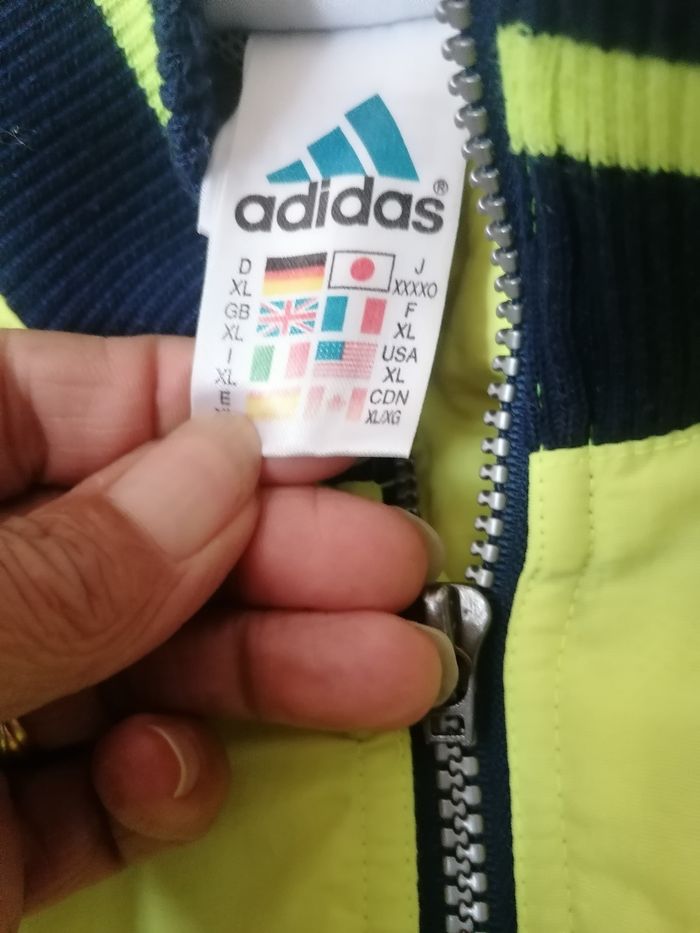 adidas®
D J
XL XXXXO
GB F
XL XL
I USA
XL XL
E CDN
XL/XG